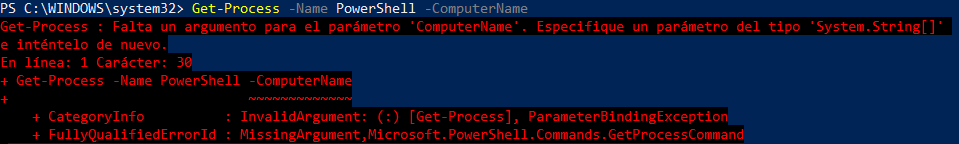 PS C:\WINDOWS\system32> Get-Process -Name PowerShell -ComputerName
Get-Process : Falta un argumento para el parámetro 'ComputerName'. Especifique un parámetro del tipo 'System.String[]'
e inténtelo de nuevo.
En línea: 1 Carácter: 30
+ Get-Process -Name PowerShell -ComputerName
+                              ~~~~~~~~~~~~~
    + CategoryInfo          : InvalidArgument: (:) [Get-Process], ParameterBindingException
    + FullyQualifiedErrorId : MissingArgument,Microsoft.PowerShell.Commands.GetProcessCommand